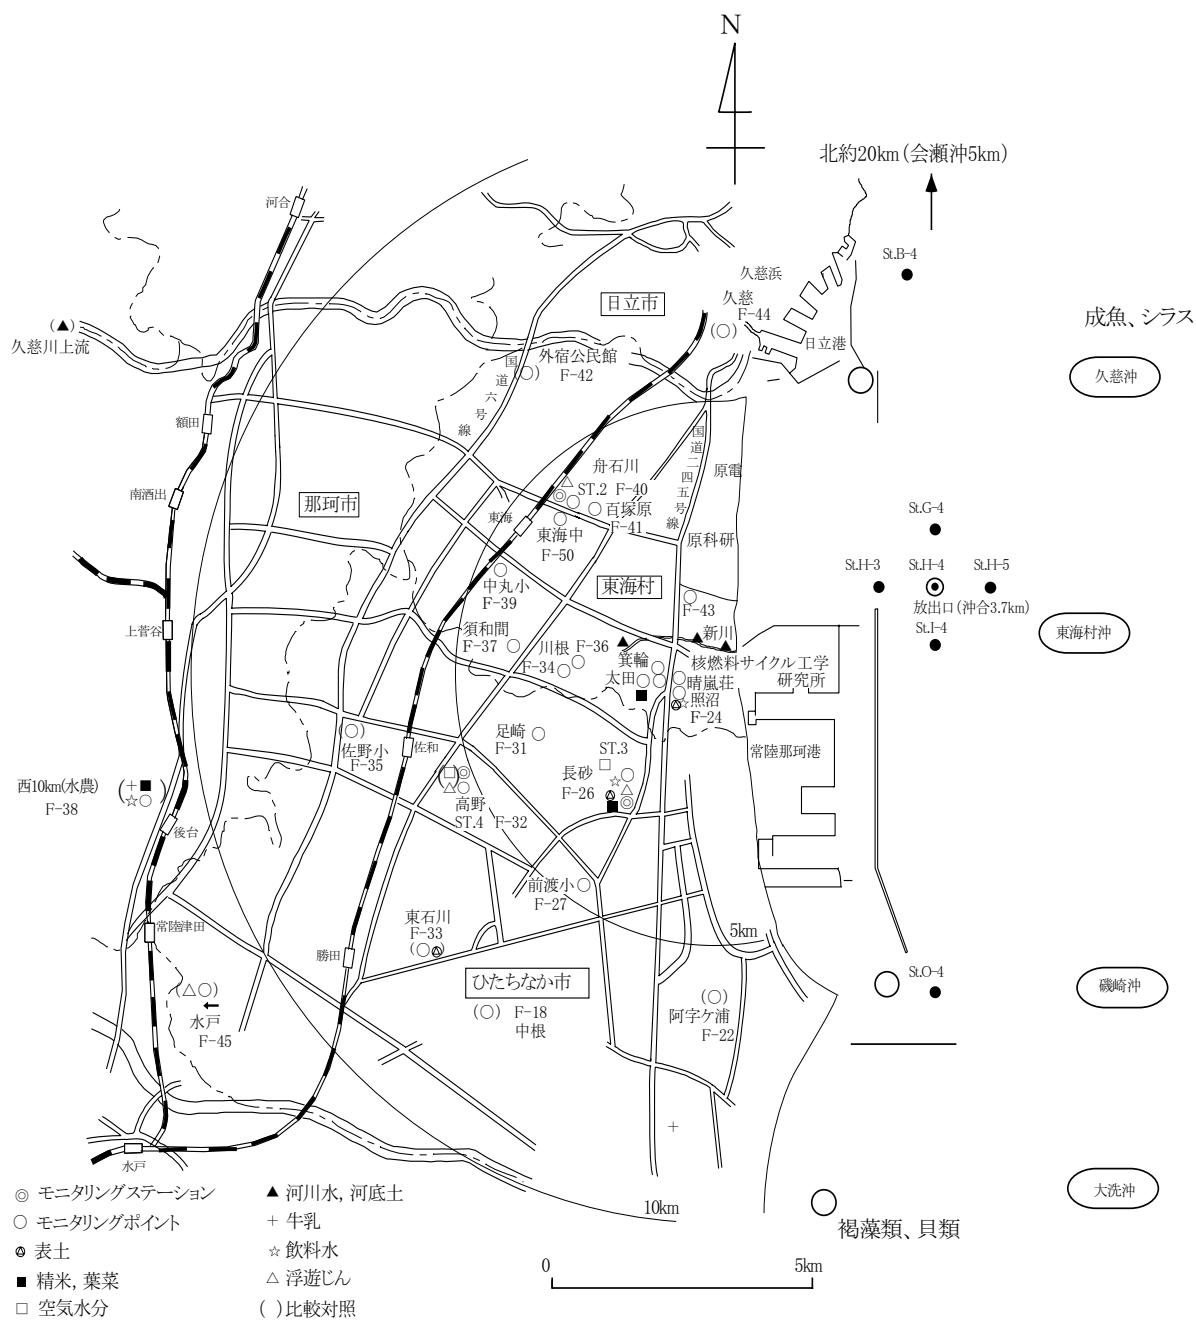 N
北約20km(会瀬沖5km)
河合
St.B-4
久慈浜
日立市
久慈
F-44
(▲)
久慈川上流
成魚、シラス
日立港
外宿公民館
F-42
国道六号線
久慈沖
額田
国道二四五号線
舟石川
ST.2 F-40
原電
南酒出
那珂市
百塚原
F-41
St.G-4
東海
東海中
F-50
原科研
St.H-3
St.H-4
St.H-5
中丸小
F-39
東海村
F-43
放出口(沖合3.7km)
St.I-4
東海村沖
上菅谷
須和間
F-37
新川
川根 F-36
F-34
箕輪
太田
核燃料サイクル工学
研究所
晴嵐荘
照沼
F-24
足崎
F-31
佐野小
F-35
佐和
ST.3
常陸那珂港
長砂
F-26
西10km(水農)
F-38
高野
ST.4 F-32
後台
前渡小
F-27
東石川
F-33
常陸津田
勝田
5km
ひたちなか市
St.O-4
磯崎沖
水戸
F-45
F-18
中根
阿字ケ浦
F-22
水戸
10km
大洗沖
褐藻類、貝類
◎ モニタリングステーション
○ モニタリングポイント
表土
■ 精米, 葉菜
□ 空気水分
▲ 河川水, 河底土
+ 牛乳
☆ 飲料水
△ 浮遊じん
( )比較対照
0
5km